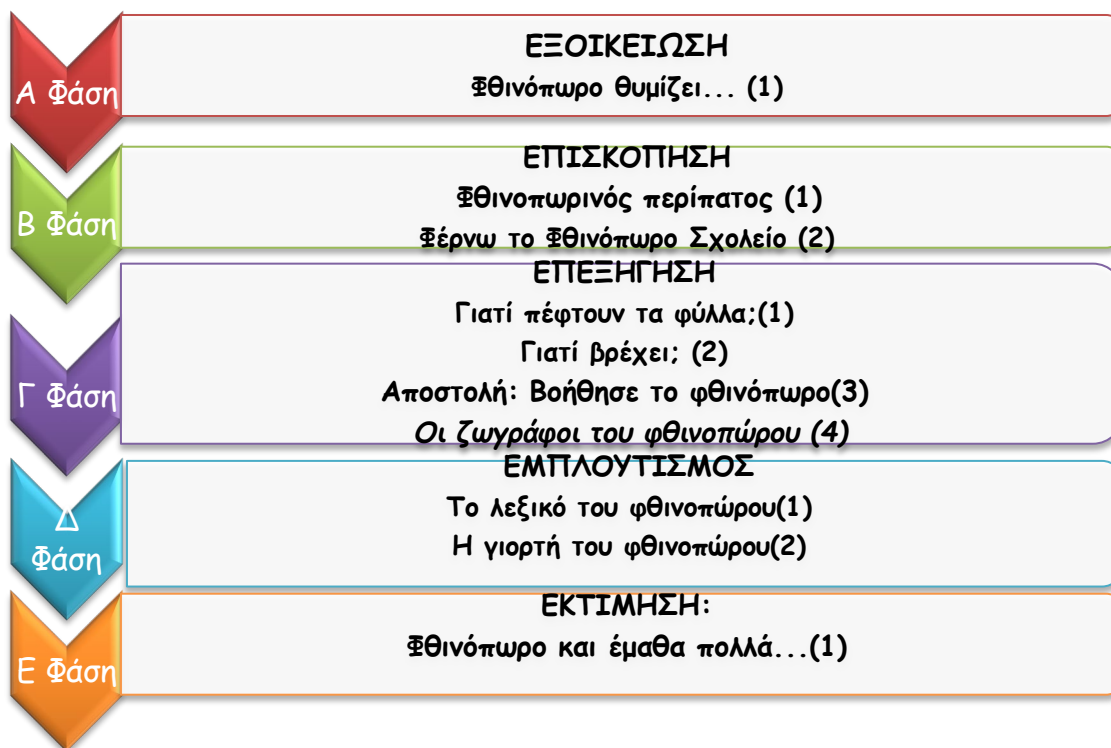 Α Φάση
ΕΞΟΙΚΕΙΩΣΗ
Φθινόπωρο θυμίζει... (1)
Β Φάση
ΕΠΙΣΚΟΠΗΣΗ
Φθινοπωρινός περίπατος (1)
Φέρνω το Φθινόπωρο Σχολείο (2)
Γ Φάση
ΕΠΕΞΗΓΗΣΗ
Γιατί πέφτουν τα φύλλα;(1)
Γιατί βρέχει; (2)
Αποστολή: Βοήθησε το φθινόπωρο(3)
Οι ζωγράφοι του φθινοπώρου (4)
Δ
Φάση
ΕΜΠΛΟΥΤΙΣΜΟΣ
Το λεξικό του φθινοπώρου(1)
Η γιορτή του φθινοπώρου(2)
Ε Φάση
ΕΚΤΙΜΗΣΗ:
Φθινόπωρο και έμαθα πολλά...(1)